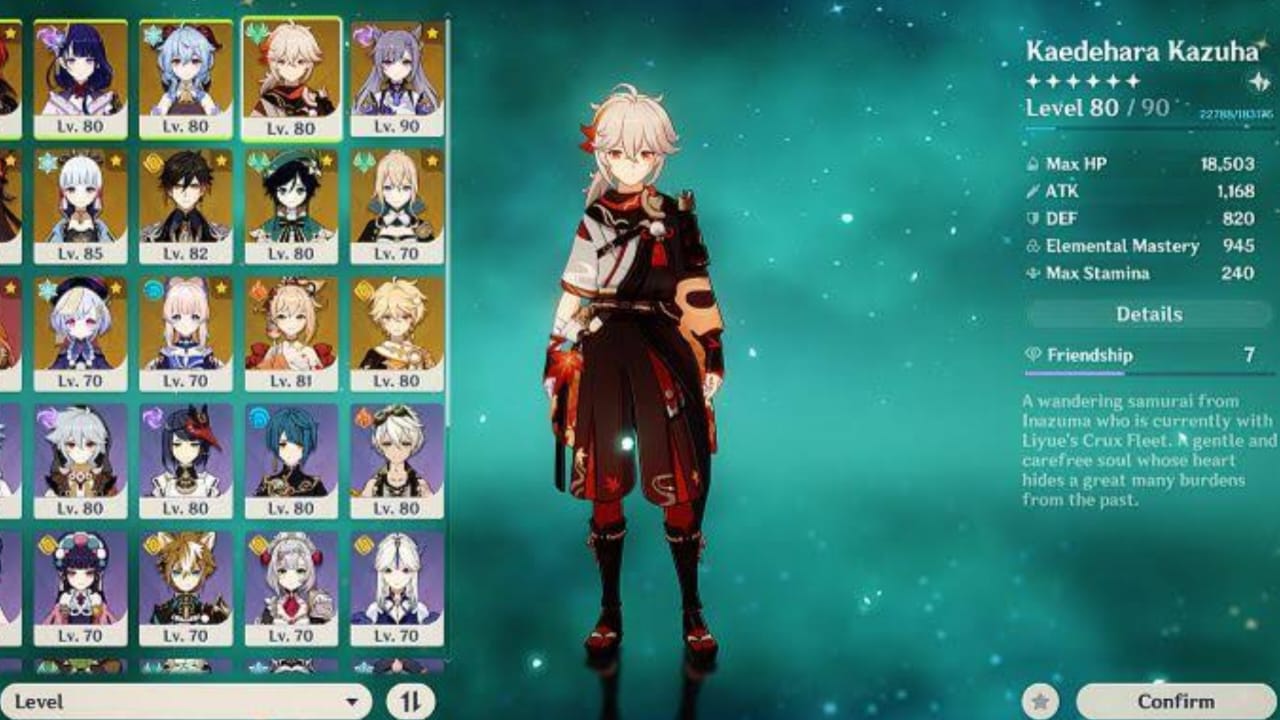 Lv. 80
Lv. 80
Lv. 80
Lv. 90
Lv. 85
Lv. 82
Lv. 80
Lv. 70
Lv. 70
Lv. 70
Lv. 81
Lv. 80
Lv. 80
Lv. 80
Lv. 80
Lv. 80
Lv. 70
Lv. 70
Lv. 70
Lv. 70
Level
Kaedehara Kazuha
Level 80 / 90
Max HP 18,503
ATK 1,168
DEF 820
Elemental Mastery 945
Max Stamina 240
Details
Friendship 7
A wandering samurai from
Inazuma who is currently with
Liyue's Crux Fleet. A gentle and
carefree soul whose heart
hides a great many burdens
from the past.
Confirm